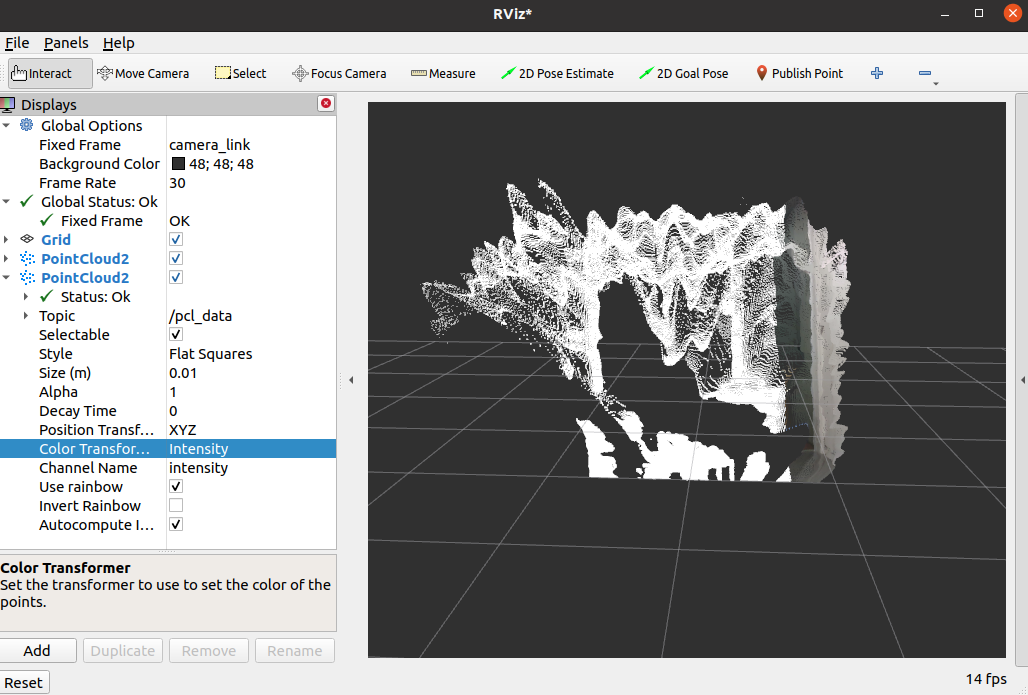 RViz*
File Panels Help
Interact Move Camera Select Focus Camera Measure 2D Pose Estimate 2D Goal Pose Publish Point
Displays
Global Options
Fixed Frame camera_link
Background Color 48; 48; 48
Frame Rate 30
Global Status: Ok
Fixed Frame OK
Grid
PointCloud2
PointCloud2
Status: Ok
Topic /pcl_data
Selectable
Style Flat Squares
Size (m) 0.01
Alpha 1
Decay Time 0
Position Transf... XYZ
Color Transfor... Intensity
Channel Name intensity
Use rainbow
Invert Rainbow
Autocompute I...
Color Transformer
Set the transformer to use to set the color of the
points.
Add Duplicate Remove Rename
Reset 14 fps